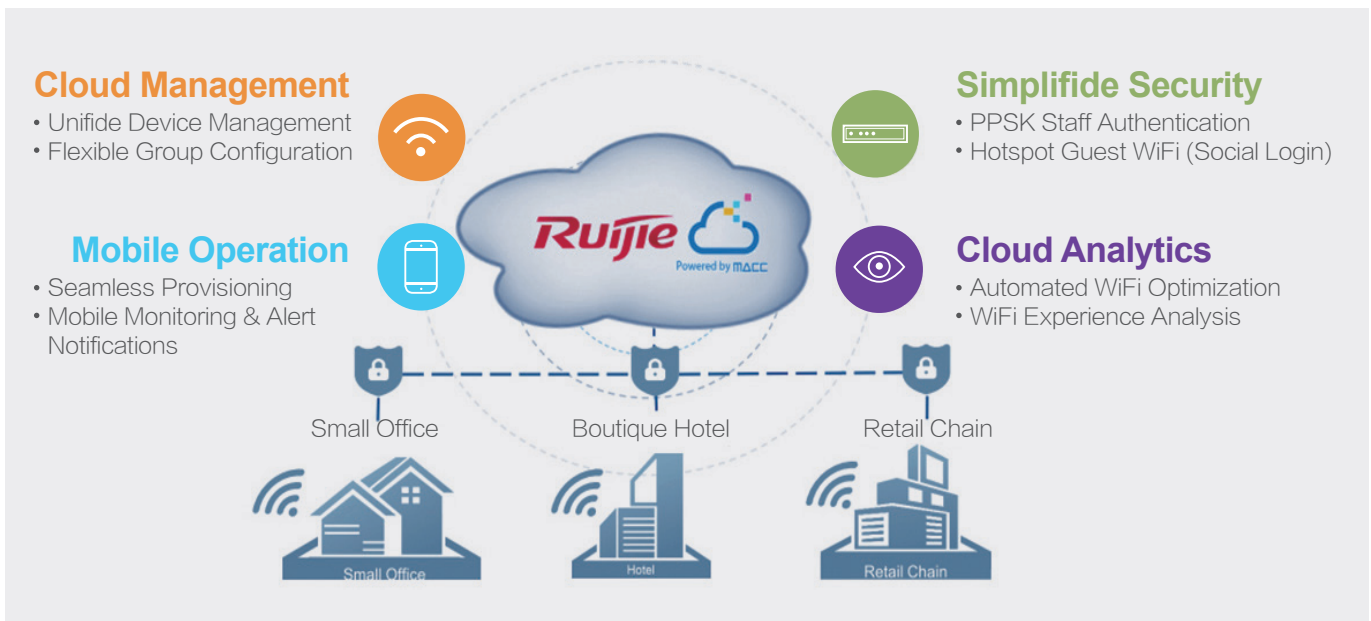 Cloud Management
• Unifide Device Management
• Flexible Group Configuration
Mobile Operation
• Seamless Provisioning
• Mobile Monitoring & Alert
Notifications
Simplifide Security
• PPSK Staff Authentication
• Hotspot Guest WiFi (Social Login)
Cloud Analytics
• Automated WiFi Optimization
• WiFi Experience Analysis
Ruijie
Powered by MACC
Small Office
Boutique Hotel
Retail Chain
Small Office
Hotel
Retail Chain